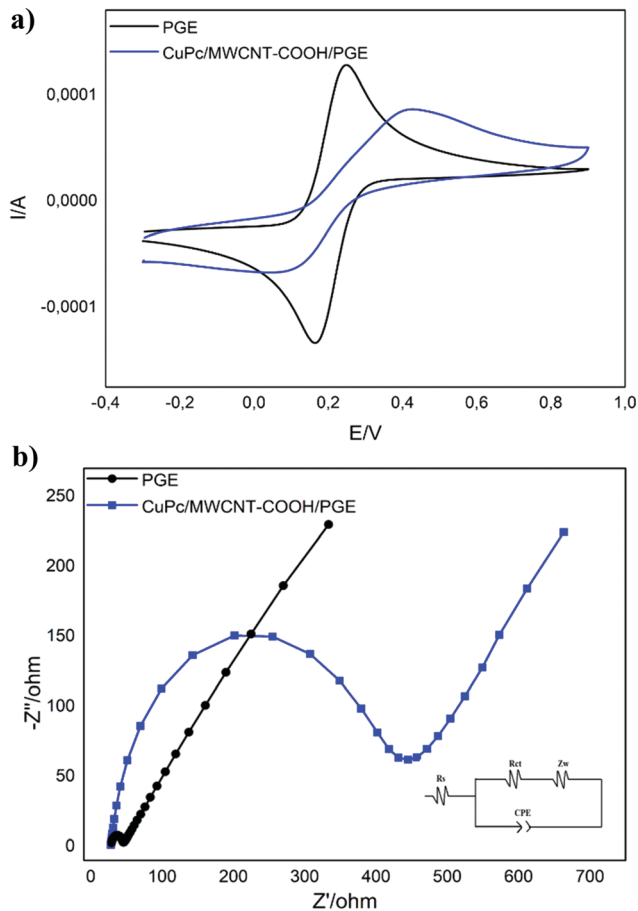 a)
PGE
CuPc/MWCNT-COOH/PGE
0,0001
0,0000
-0,0001
I/A
-0,4 -0,2 0,0 0,2 0,4 0,6 0,8 1,0
E/V
b)
PGE
CuPc/MWCNT-COOH/PGE
250
200
150
100
50
0
-Z"/ohm
Rs
Rct
Zw
CPE
0 100 200 300 400 500 600 700
Z'/ohm